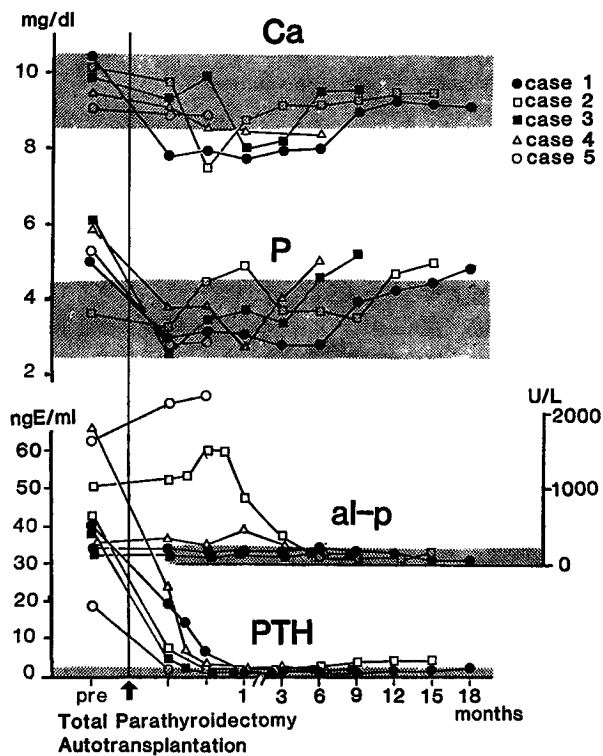 mg/dl
Ca
10
8
6
4
2
case 1
case 2
case 3
case 4
case 5
P
ngE/ml
U/L
60
50
40
30
20
10
0
2000
1000
0
al-p
PTH
pre
1
3
6
9
12
15
18
months
Total Parathyroidectomy
Autotransplantation